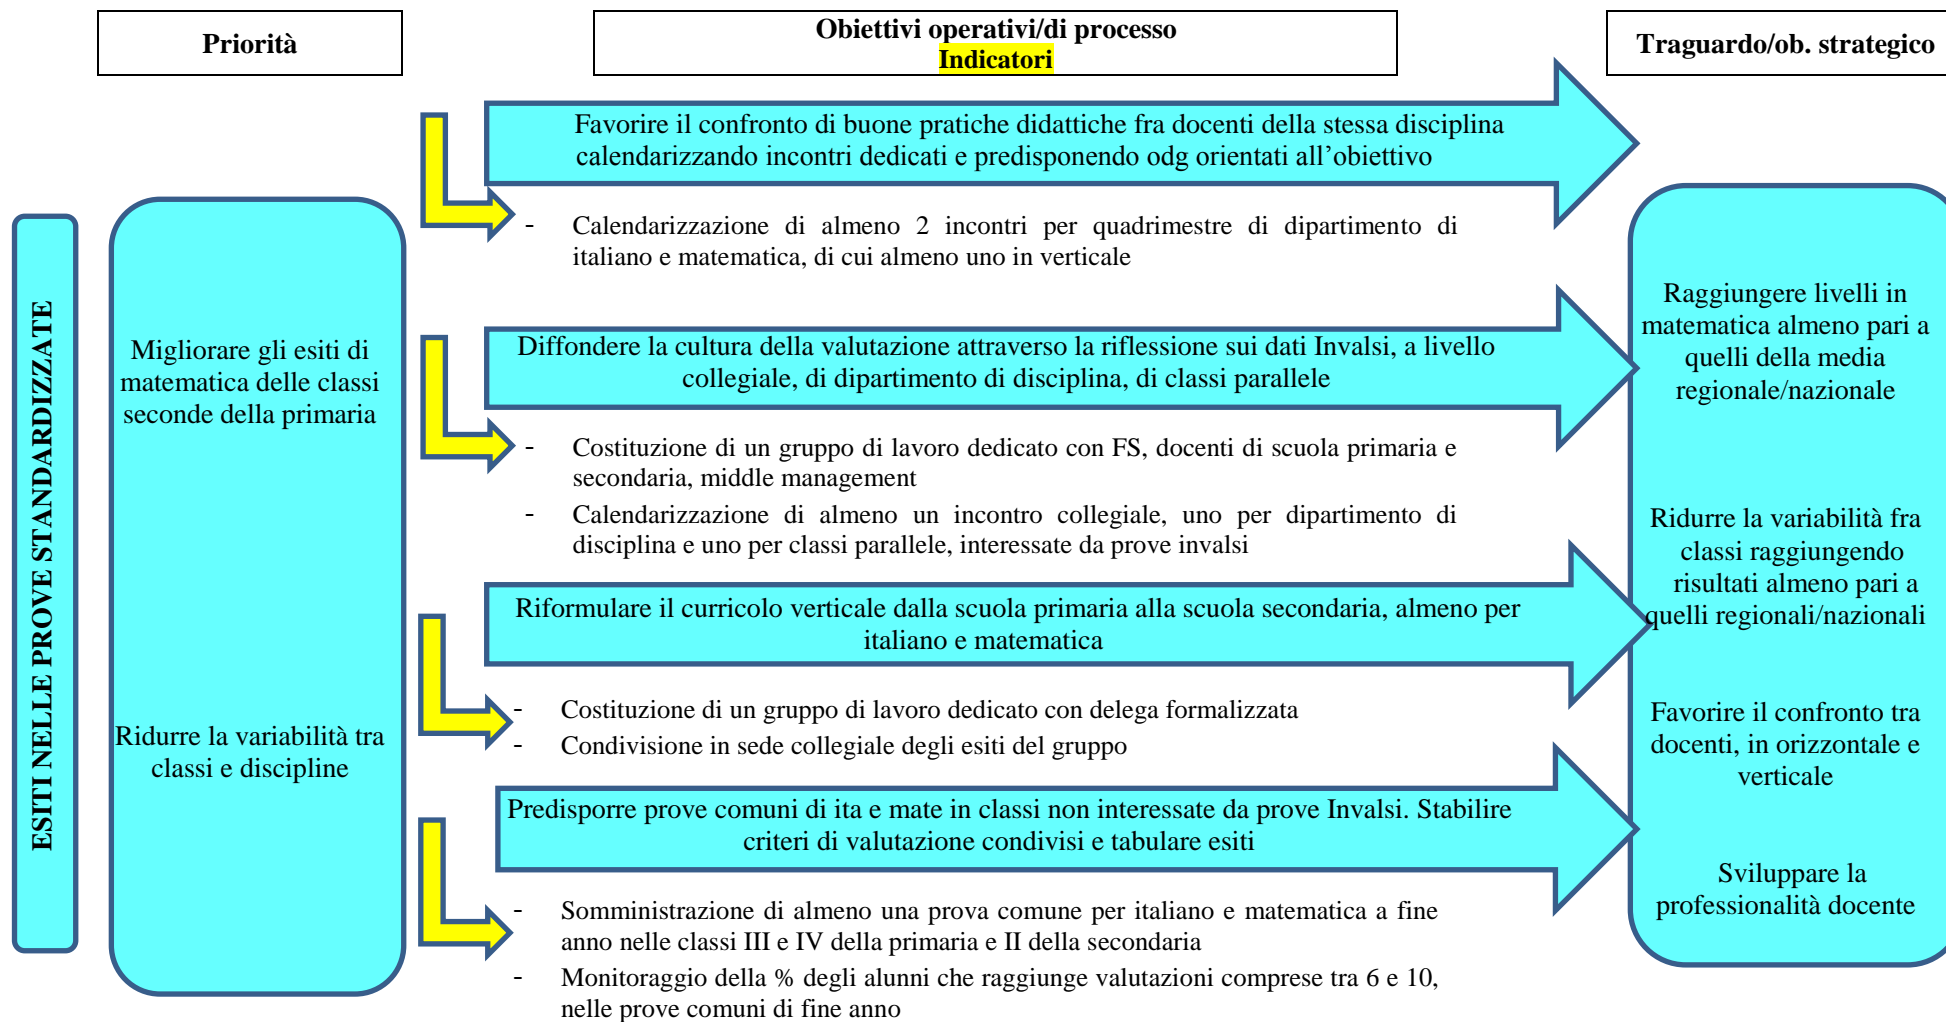 Priorità
Obiettivi operativi/di processo
Indicatori
Traguardo/ob. strategico
ESITI NELLE PROVE STANDARDIZZATE
Migliorare gli esiti di
matematica delle classi
seconde della primaria
Ridurre la variabilità tra
classi e discipline
Favorire il confronto di buone pratiche didattiche fra docenti della stessa disciplina
calendarizzando incontri dedicati e predisponendo odg orientati all’obiettivo
- Calendarizzazione di almeno 2 incontri per quadrimestre di dipartimento di
italiano e matematica, di cui almeno uno in verticale
Diffondere la cultura della valutazione attraverso la riflessione sui dati Invalsi, a livello
collegiale, di dipartimento di disciplina, di classi parallele
- Costituzione di un gruppo di lavoro dedicato con FS, docenti di scuola primaria e
secondaria, middle management
- Calendarizzazione di almeno un incontro collegiale, uno per dipartimento di
disciplina e uno per classi parallele, interessate da prove invalsi
Riformulare il curricolo verticale dalla scuola primaria alla scuola secondaria, almeno per
italiano e matematica
- Costituzione di un gruppo di lavoro dedicato con delega formalizzata
- Condivisione in sede collegiale degli esiti del gruppo
Predisporre prove comuni di ita e mate in classi non interessate da prove Invalsi. Stabilire
criteri di valutazione condivisi e tabulare esiti
- Somministrazione di almeno una prova comune per italiano e matematica a fine
anno nelle classi III e IV della primaria e II della secondaria
- Monitoraggio della % degli alunni che raggiunge valutazioni comprese tra 6 e 10,
nelle prove comuni di fine anno
Raggiungere livelli in
matematica almeno pari a
quelli della media
regionale/nazionale
Ridurre la variabilità fra
classi raggiungendo
risultati almeno pari a
quelli regionali/nazionali
Favorire il confronto tra
docenti, in orizzontale e
verticale
Sviluppare la
professionalità docente